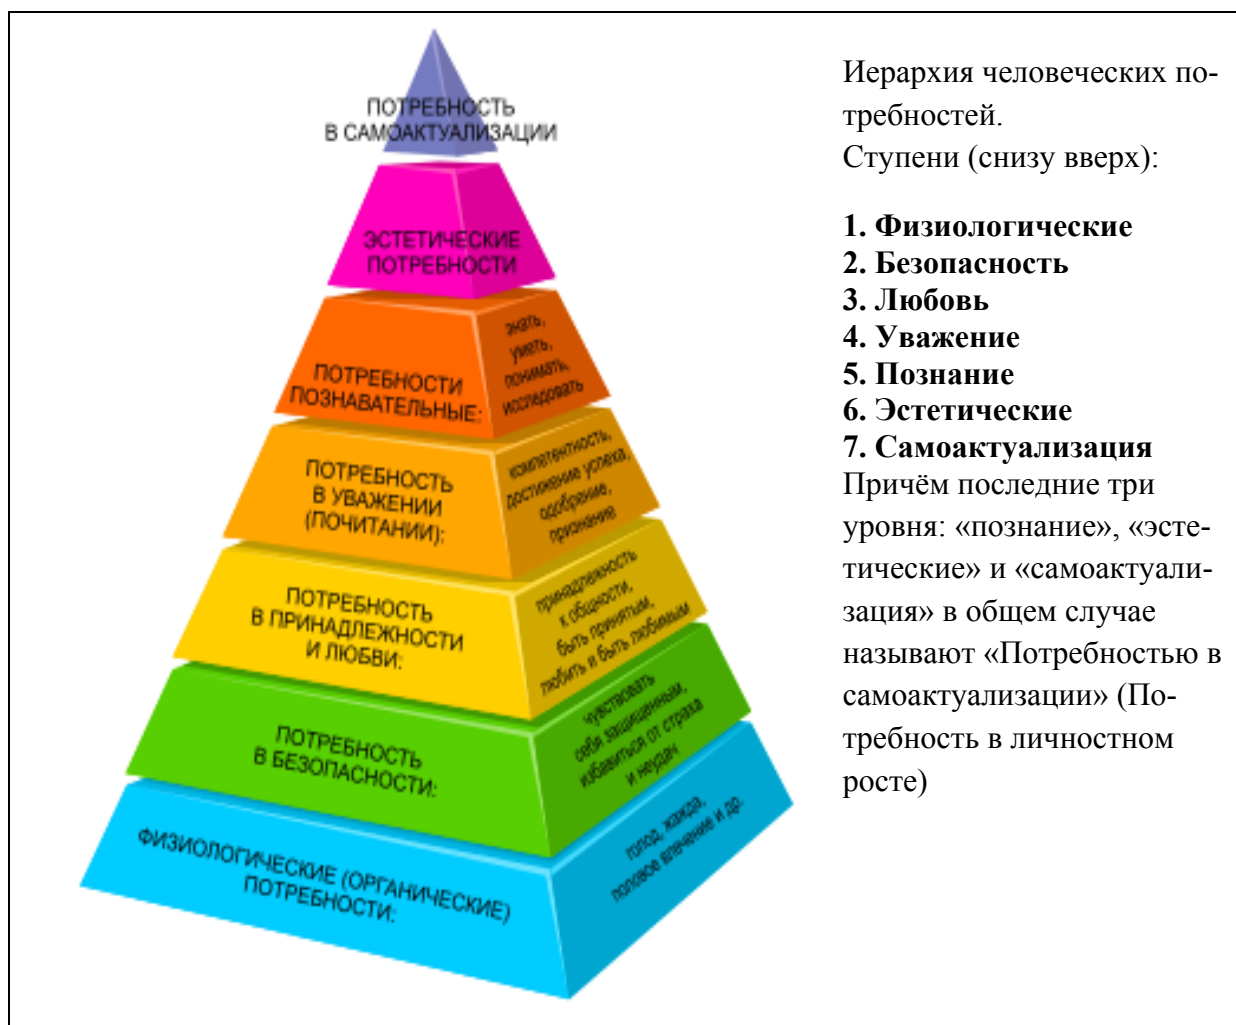 ПОТРЕБНОСТЬ
В САМОАКТУАЛИЗАЦИИ
ЭСТЕТИЧЕСКИЕ
ПОТРЕБНОСТИ
ПОТРЕБНОСТИ
ПОЗНАВАТЕЛЬНЫЕ:
знать,
уметь,
понимать,
исследовать
ПОТРЕБНОСТЬ
В УВАЖЕНИИ
(ПОЧИТАНИИ):
компетентность,
достижение успеха,
одобрение,
признание
ПОТРЕБНОСТЬ
В ПРИНАДЛЕЖНОСТИ
И ЛЮБВИ:
принадлежность
к общности,
быть принятым,
любить и быть любимым
ПОТРЕБНОСТЬ
В БЕЗОПАСНОСТИ:
чувствовать
себя защищенным,
избавиться от страха
и неудач
ФИЗИОЛОГИЧЕСКИЕ (ОРГАНИЧЕСКИЕ)
ПОТРЕБНОСТИ:
голод, жажда,
половое влечение и др.
Иерархия человеческих по-
требностей.
Ступени (снизу вверх):
1. Физиологические
2. Безопасность
3. Любовь
4. Уважение
5. Познание
6. Эстетические
7. Самоактуализация
Причём последние три
уровня: «познание», «эсте-
тические» и «самоактуали-
зация» в общем случае
называют «Потребностью в
самоактуализации» (По-
требность в личностном
росте)